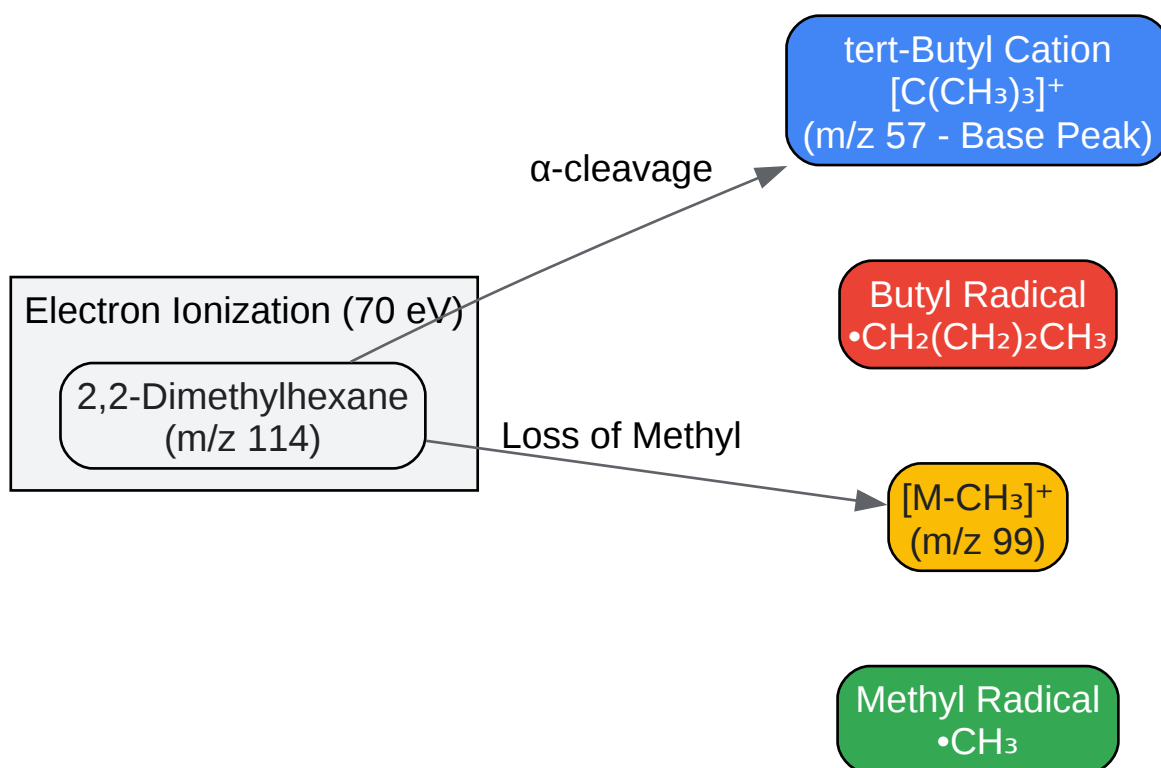 tert-Butyl Cation
[C(CH₃)₃]⁺
(m/z 57 - Base Peak)
α-cleavage
Butyl Radical
•CH₂(CH₂)₂CH₃
Electron Ionization (70 eV)
2,2-Dimethylhexane
(m/z 114)
Loss of Methyl
[M-CH₃]⁺
(m/z 99)
Methyl Radical
•CH₃